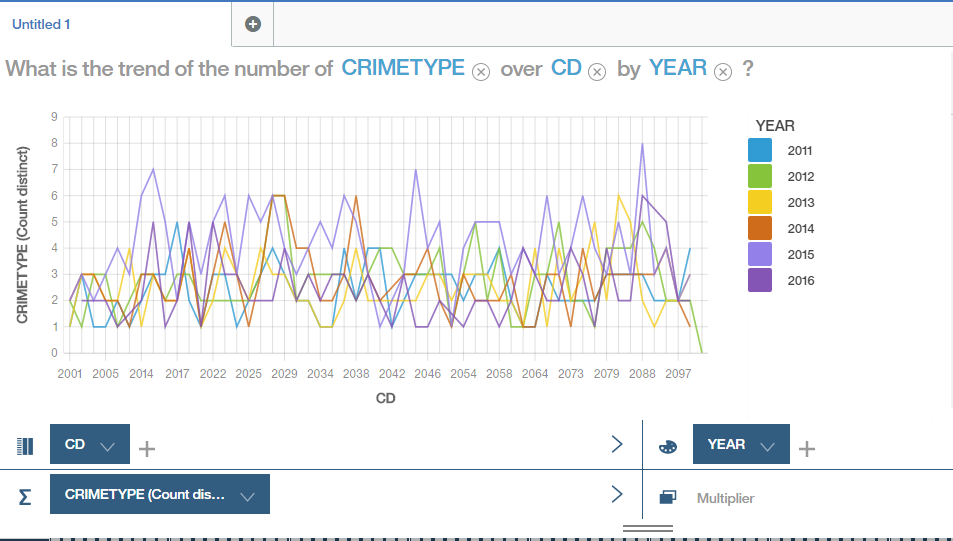 Untitled 1
What is the trend of the number of CRIMETYPE over CD by YEAR ?
CRIMETYPE (Count distinct)
9
8
7
6
5
4
3
2
1
0
2001 2005 2014 2017 2022 2025 2029 2034 2038 2042 2046 2054 2058 2064 2073 2079 2088 2097
CD
YEAR
2011
2012
2013
2014
2015
2016
CD
YEAR
CRIMETYPE (Count dis...
Multiplier